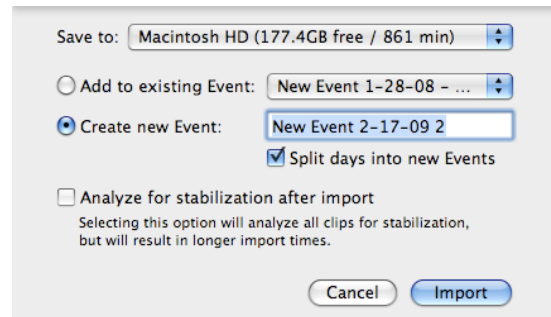 Save to: Macintosh HD (177.4GB free / 861 min)
Add to existing Event: New Event 1-28-08 - ...
Create new Event: New Event 2-17-09 2
Split days into new Events
Analyze for stabilization after import
Selecting this option will analyze all clips for stabilization,
but will result in longer import times.
Cancel Import